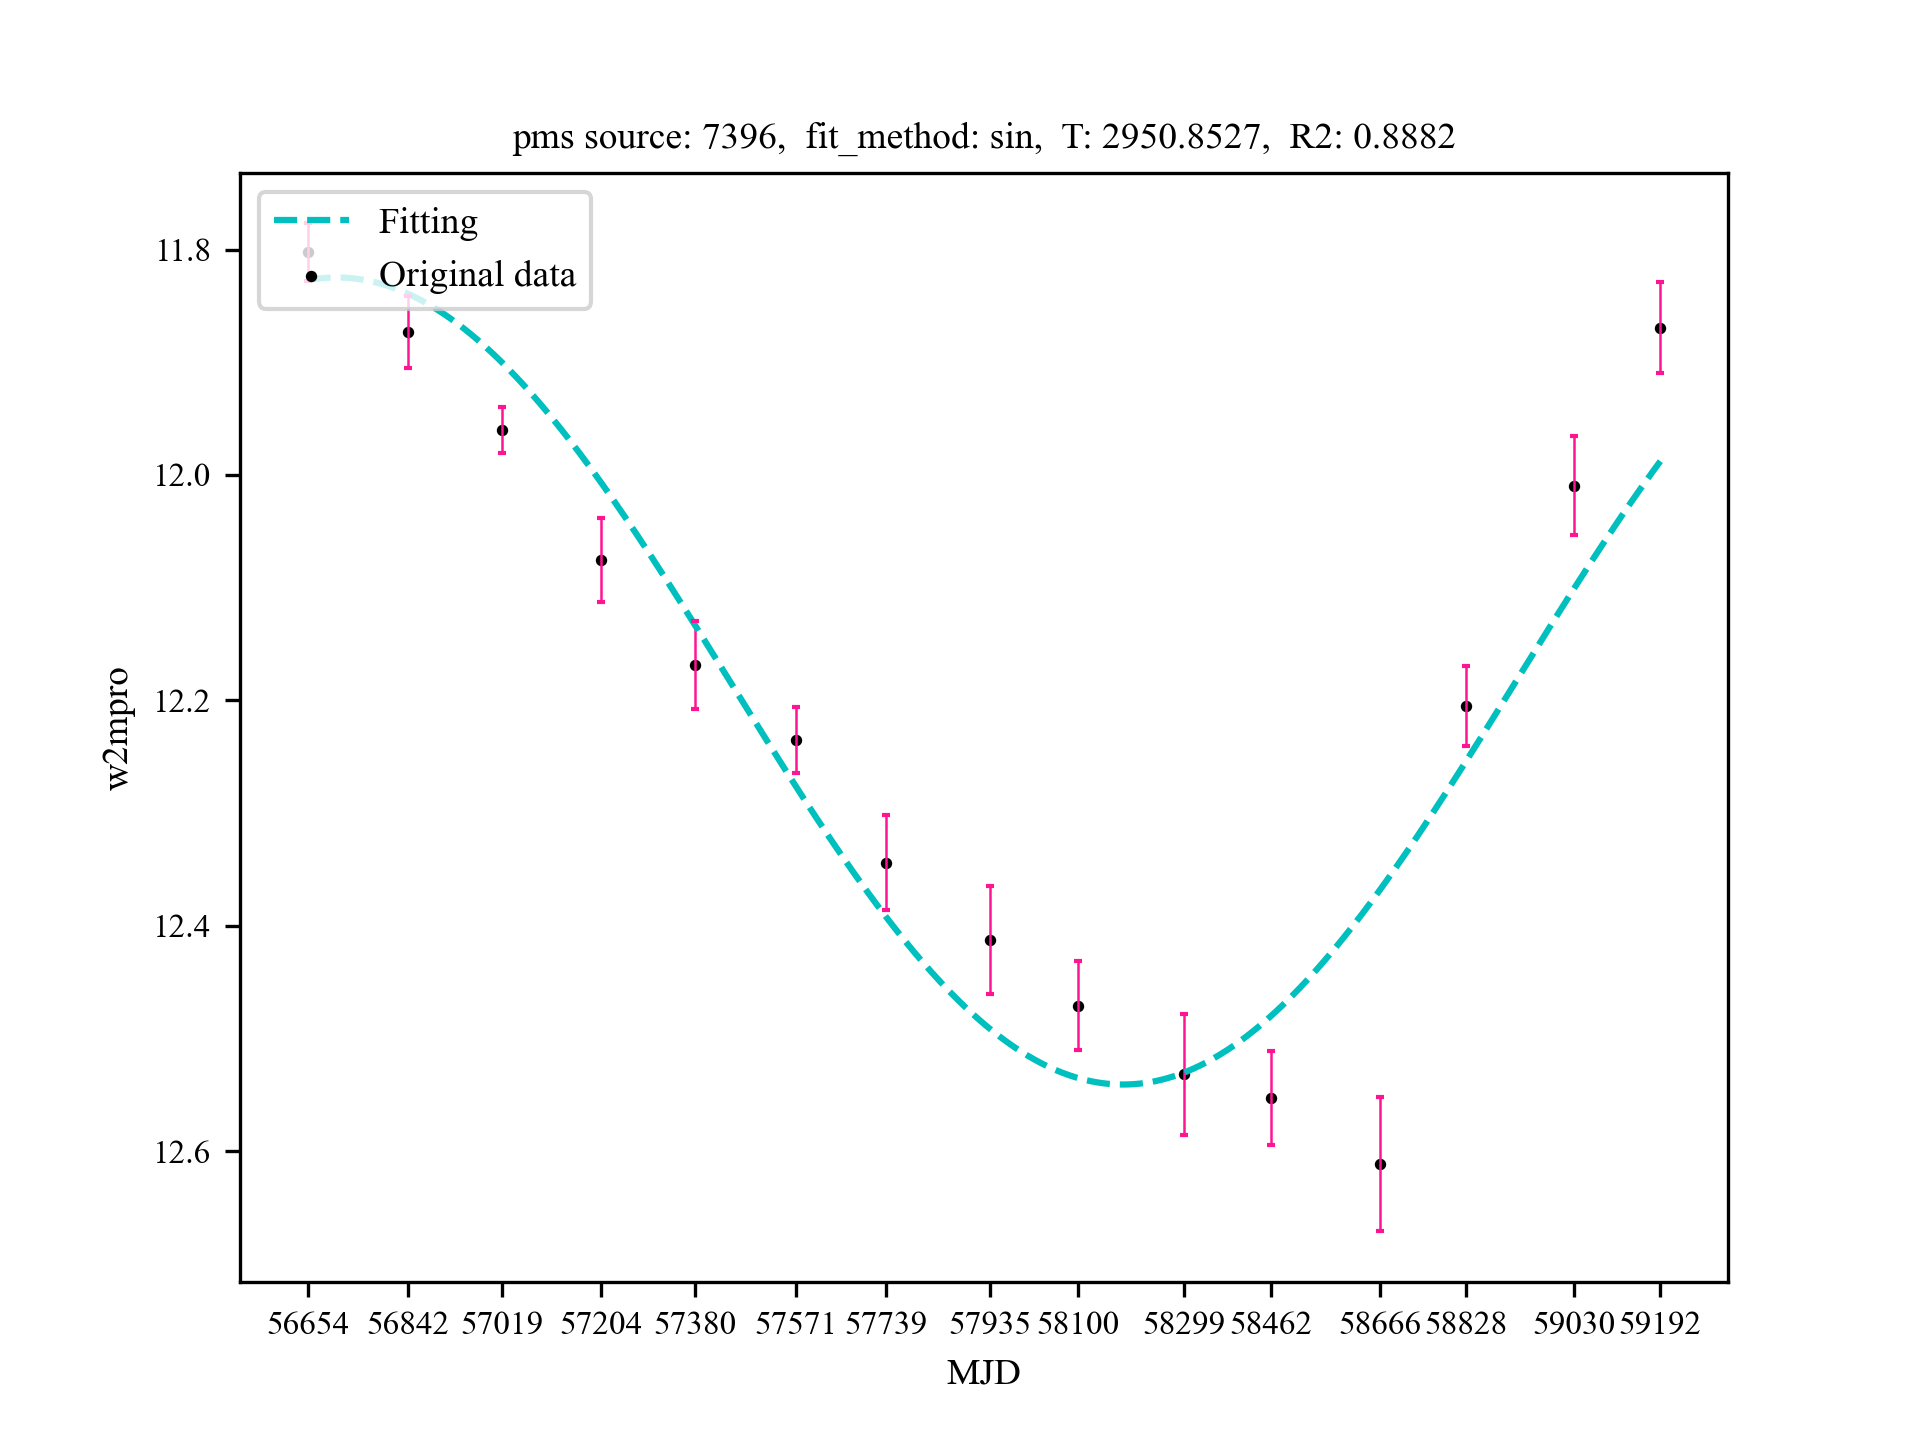 pms source: 7396,  fit_method: sin,  T: 2950.8527,  R2: 0.8882
Fitting
Original data
11.8
12.0
12.2
12.4
12.6
w2mpro
56654 56842 57019 57204 57380 57571 57739 57935 58100 58299 58462 58666 58828 59030 59192
MJD